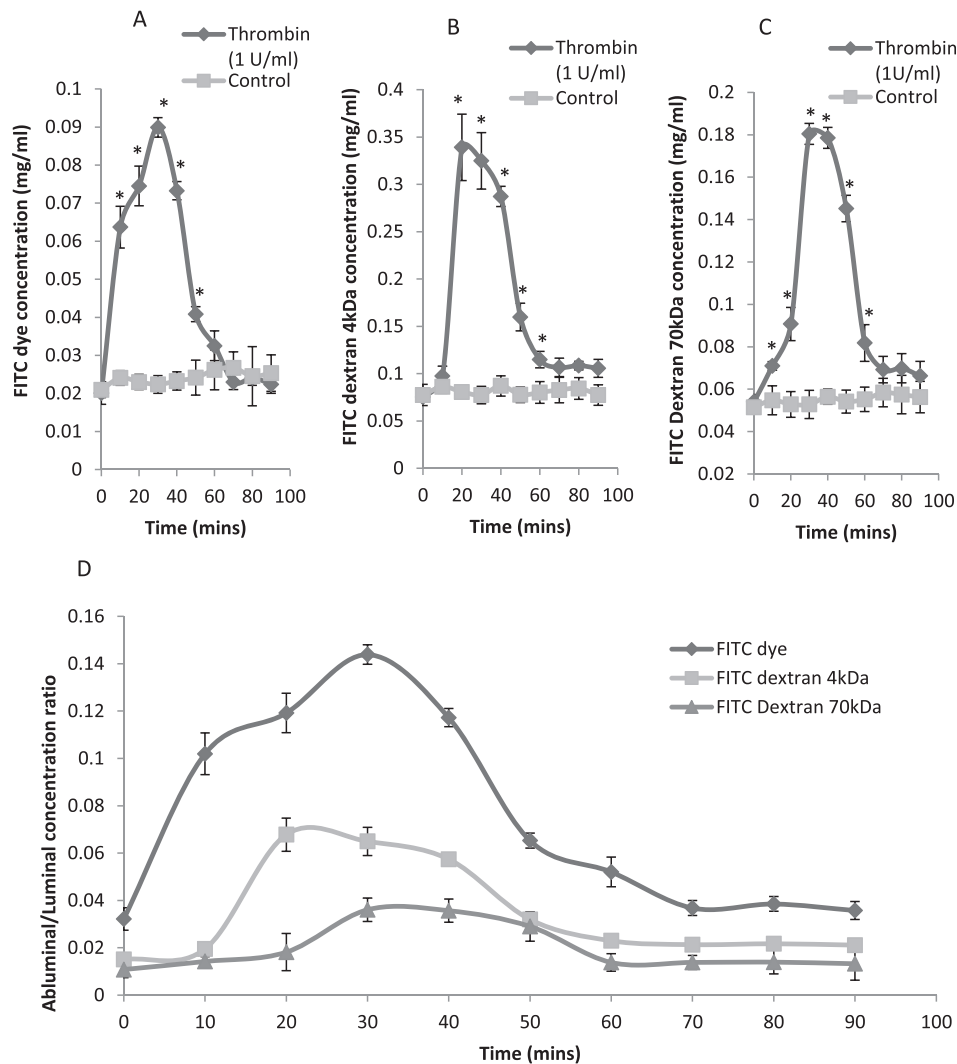 A
Thrombin
(1 U/ml)
Control
FITC dye concentration (mg/ml)
0.1
0.09
0.08
0.07
0.06
0.05
0.04
0.03
0.02
0.01
* * * * *
0 20 40 60 80 100
Time (mins)
B
Thrombin
(1 U/ml)
Control
FITC dextran 4kDa concentration (mg/ml)
0.4
0.35
0.3
0.25
0.2
0.15
0.1
0.05
0
* * * * *
0 20 40 60 80 100
Time (mins)
C
Thrombin
(1U/ml)
Control
FITC Dextran 70kDa concentration (mg/ml)
0.2
0.18
0.16
0.14
0.12
0.1
0.08
0.06
0.04
0.02
* * * * * *
0 20 40 60 80 100
Time (mins)
D
FITC dye
FITC dextran 4kDa
FITC Dextran 70kDa
Abluminal/Luminal concentration ratio
0.16
0.14
0.12
0.1
0.08
0.06
0.04
0.02
0
0 10 20 30 40 50 60 70 80 90 100
Time (mins)